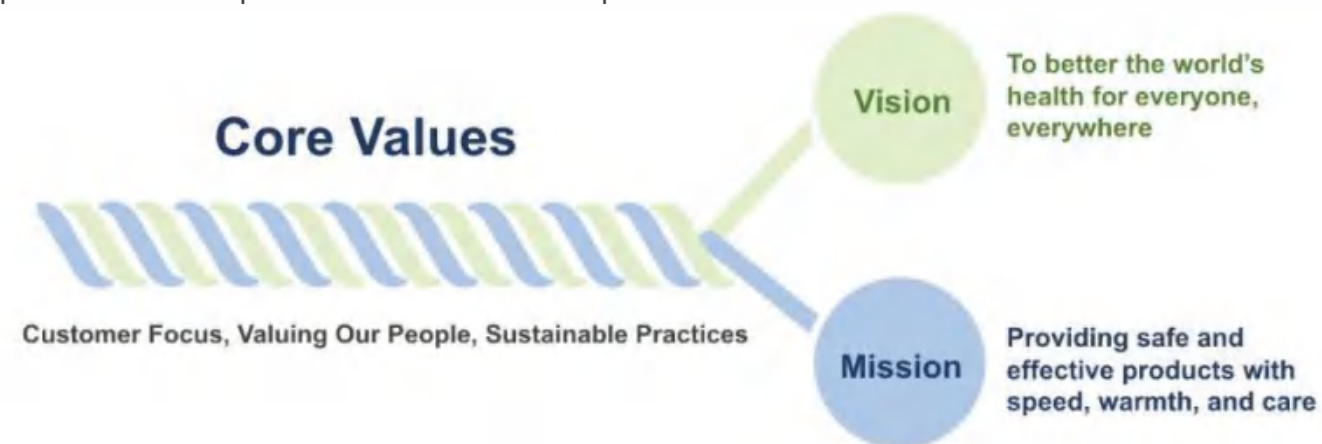 Core Values
Customer Focus, Valuing Our People, Sustainable Practices
Vision
To better the world's
health for everyone,
everywhere
Mission
Providing safe and
effective products with
speed, warmth, and care